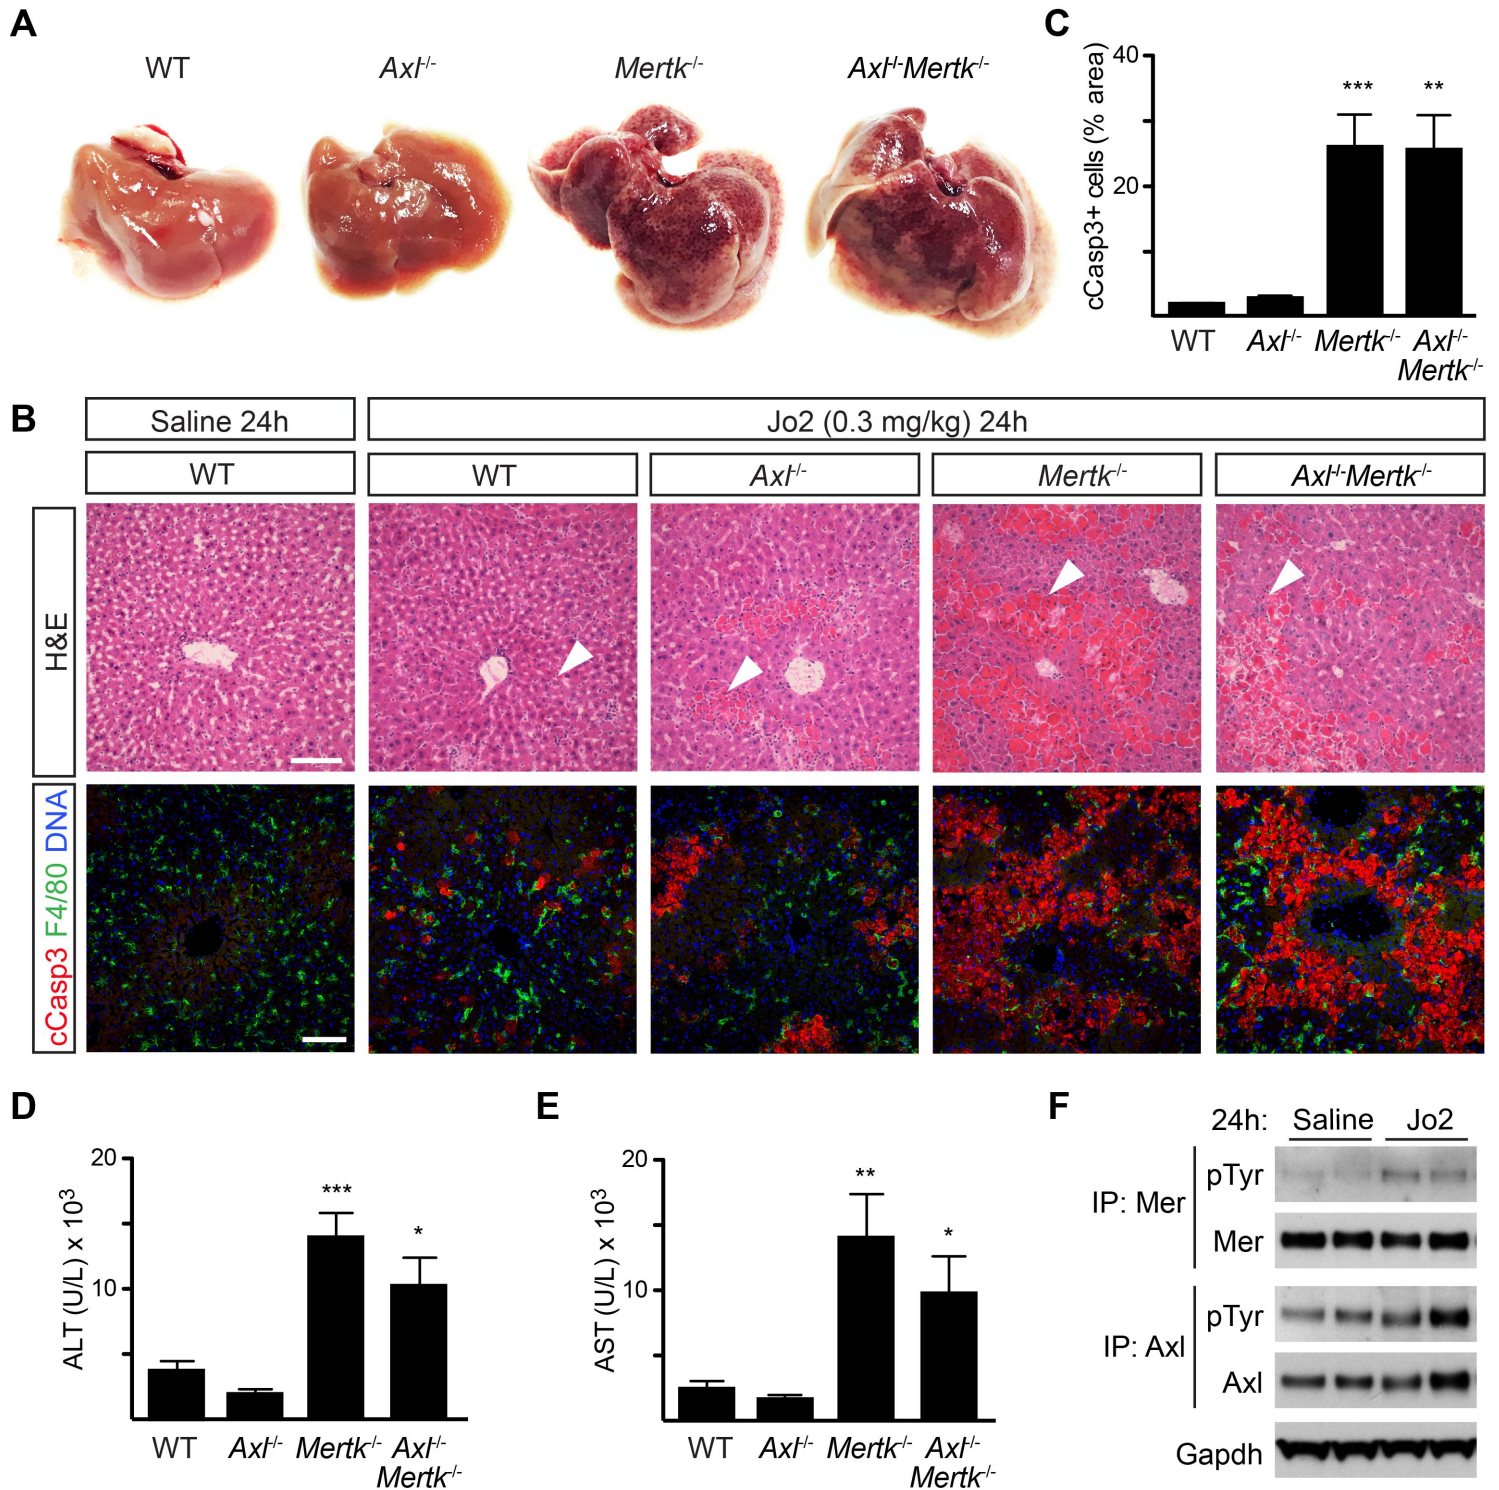 A
WT
Axl-/-
Mertk-/-
Axl-/-Mertk-/-
C
cCasp3+ cells (% area)
40
20
***
**
WT
Axl-/-
Mertk-/-
Axl-/-
Mertk-/-
B
Saline 24h
Jo2 (0.3 mg/kg) 24h
WT
WT
Axl-/-
Mertk-/-
Axl-/-Mertk-/-
H&E
cCasp3 F4/80 DNA
D
ALT (U/L) x 10³
20
10
***
*
WT
Axl-/-
Mertk-/-
Axl-/-
Mertk-/-
E
AST (U/L) x 10³
20
10
**
*
WT
Axl-/-
Mertk-/-
Axl-/-
Mertk-/-
F
24h: Saline Jo2
IP: Mer
pTyr
Mer
IP: Axl
pTyr
Axl
Gapdh